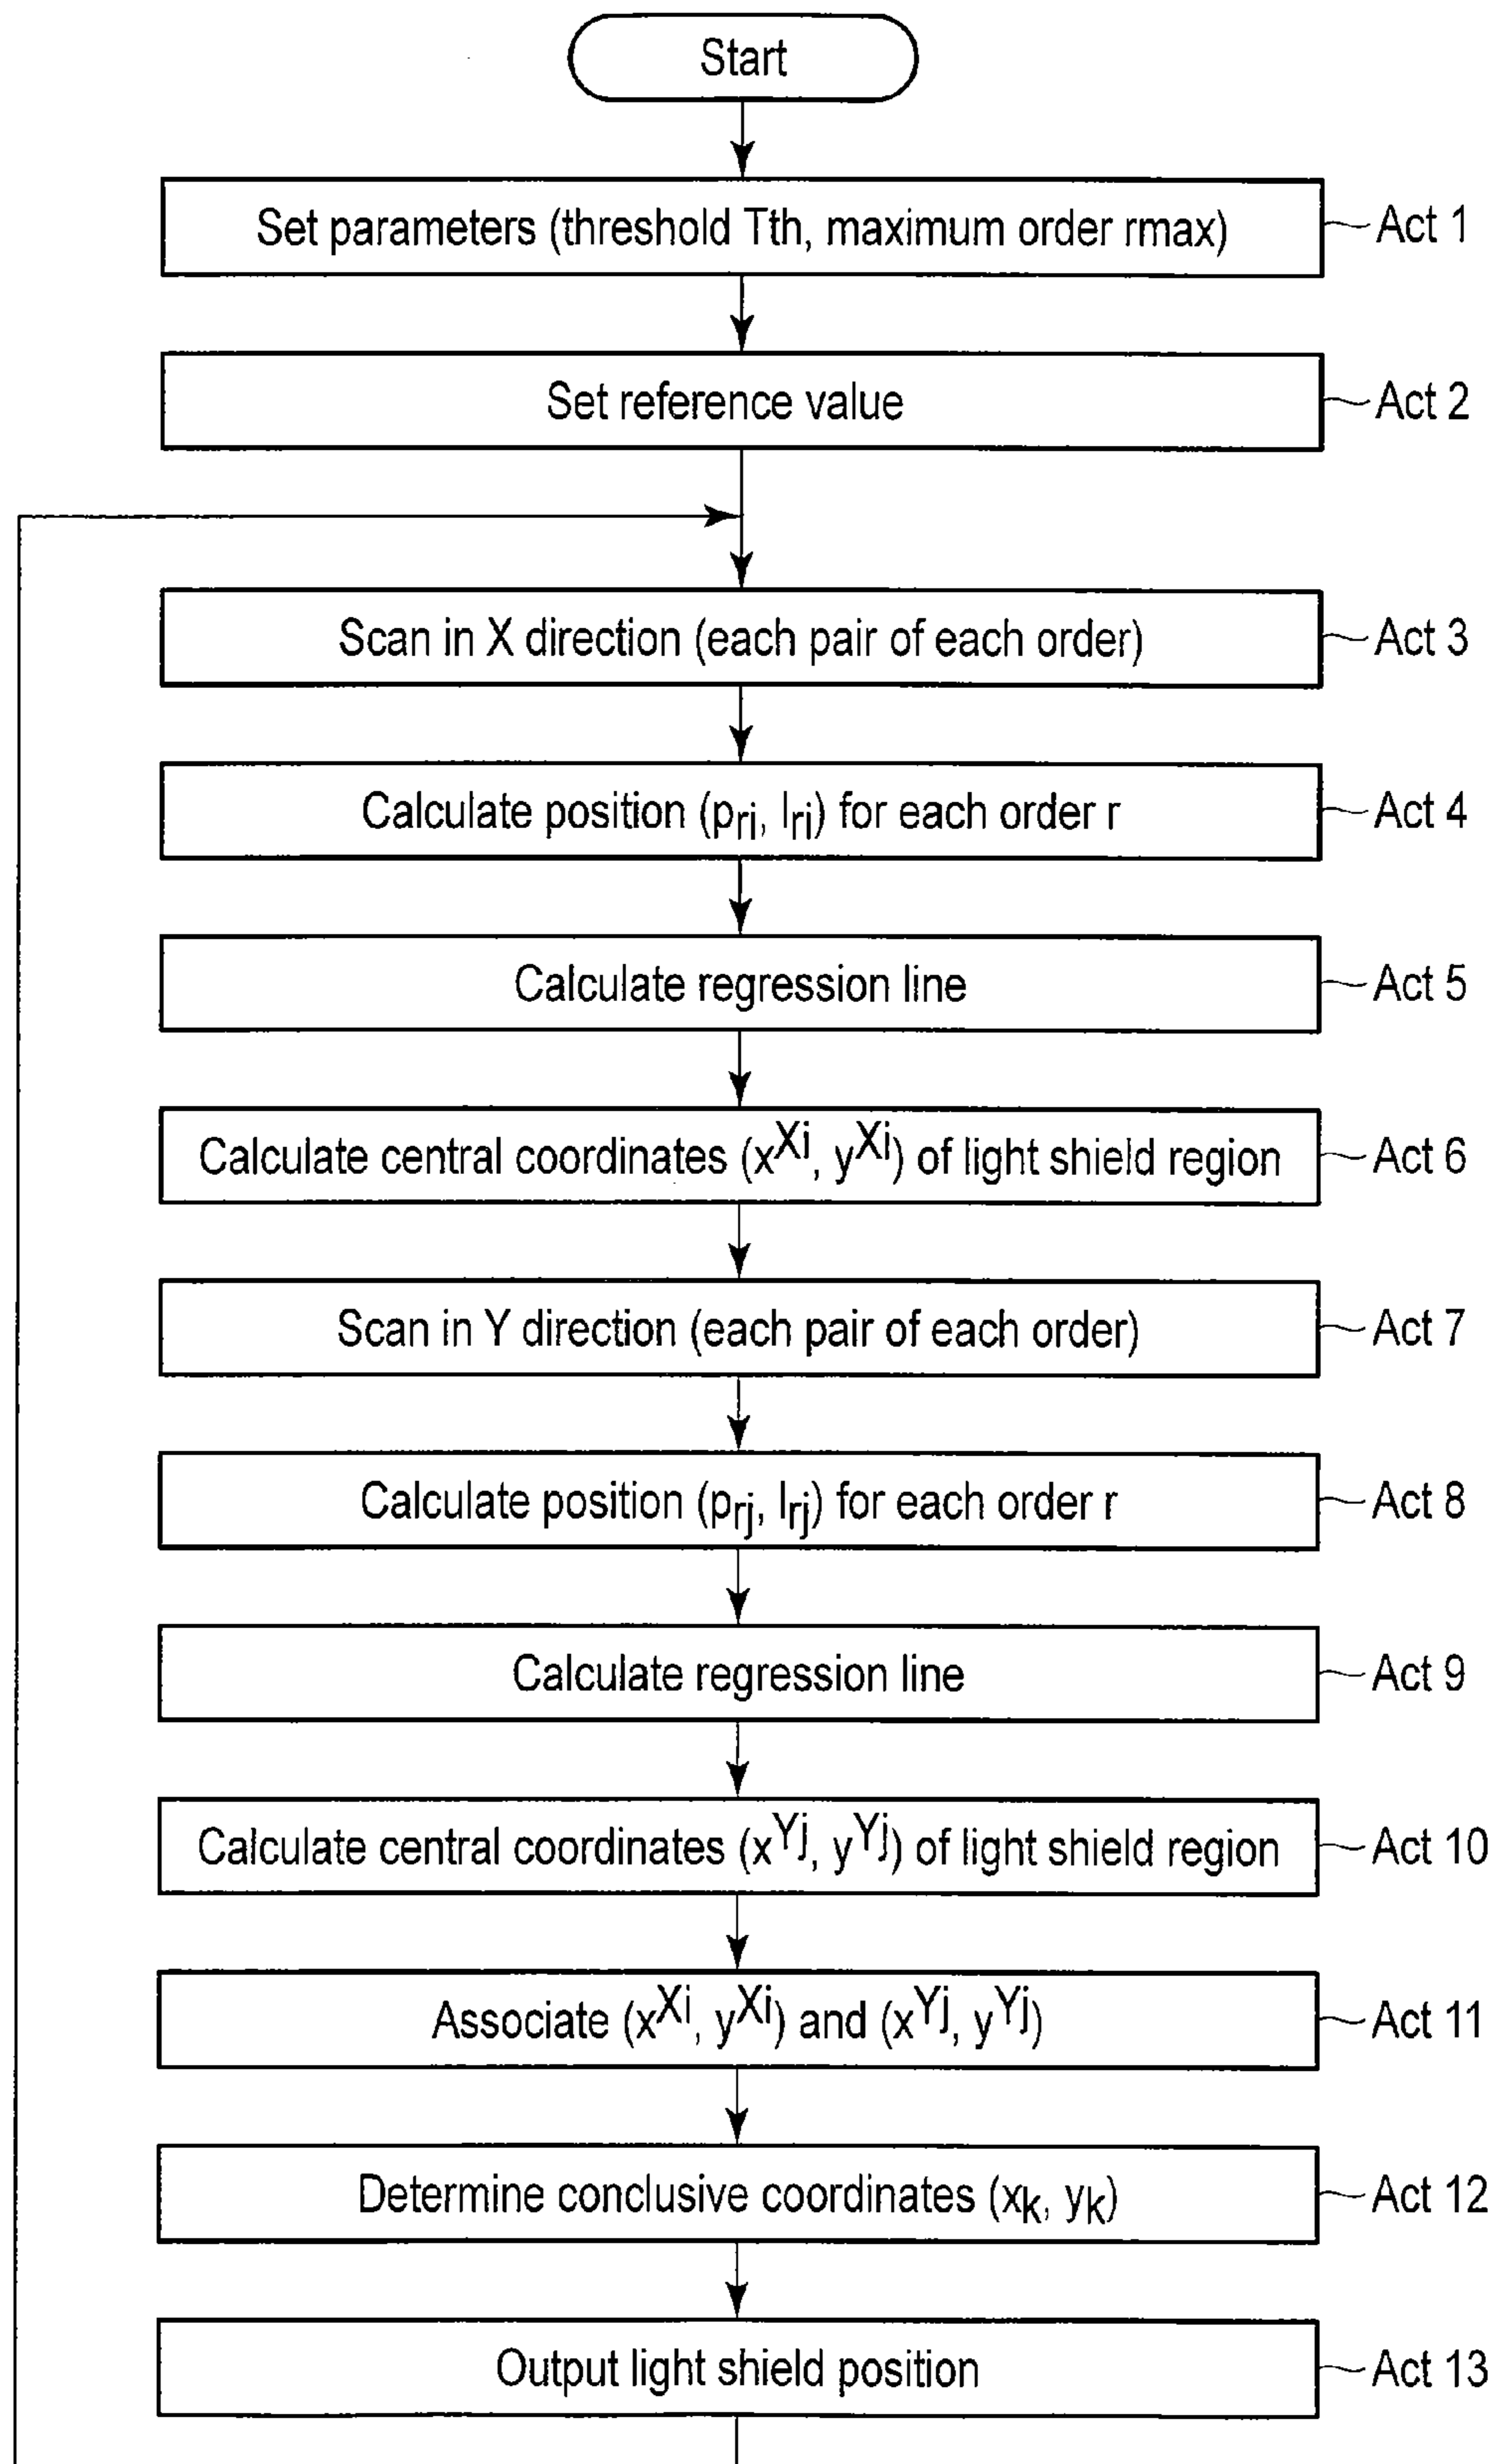 Start
Set parameters (threshold Tth, maximum order rmax)
Act 1
Set reference value
Act 2
Scan in X direction (each pair of each order)
Act 3
Calculate position (pri, lri) for each order r
Act 4
Calculate regression line
Act 5
Calculate central coordinates (xXi, yXi) of light shield region
Act 6
Scan in Y direction (each pair of each order)
Act 7
Calculate position (prj, lrj) for each order r
Act 8
Calculate regression line
Act 9
Calculate central coordinates (xYj, yYj) of light shield region
Act 10
Associate (xXi, yXi) and (xYj, yYj)
Act 11
Determine conclusive coordinates (xk, yk)
Act 12
Output light shield position
Act 13